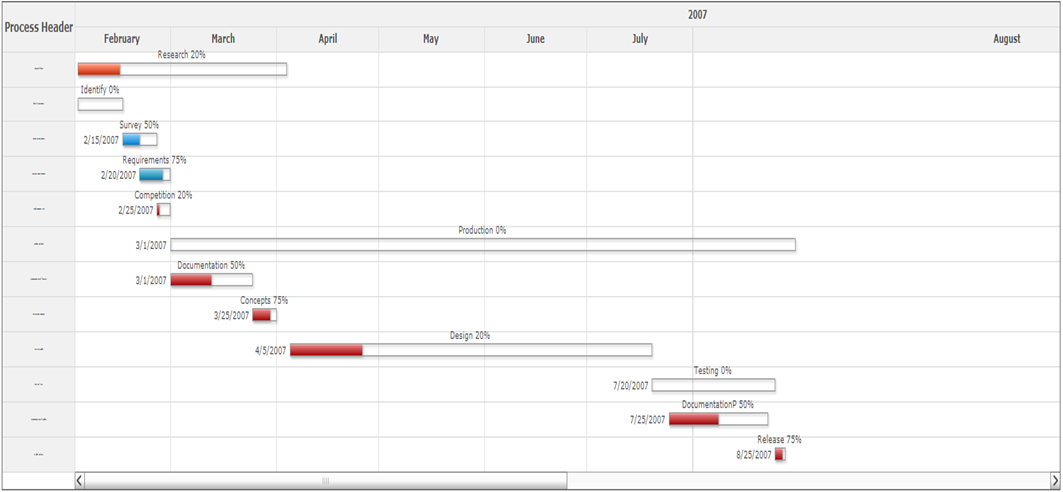 Process Header
2007
February March April May June July August
Research 20%
Identify 0%
Survey 50%
2/15/2007
Requirements 75%
2/20/2007
Competition 20%
2/25/2007
Production 0%
3/1/2007
Documentation 50%
3/1/2007
Concepts 75%
3/25/2007
Design 20%
4/5/2007
Testing 0%
7/20/2007
DocumentationP 50%
7/25/2007
Release 75%
8/25/2007